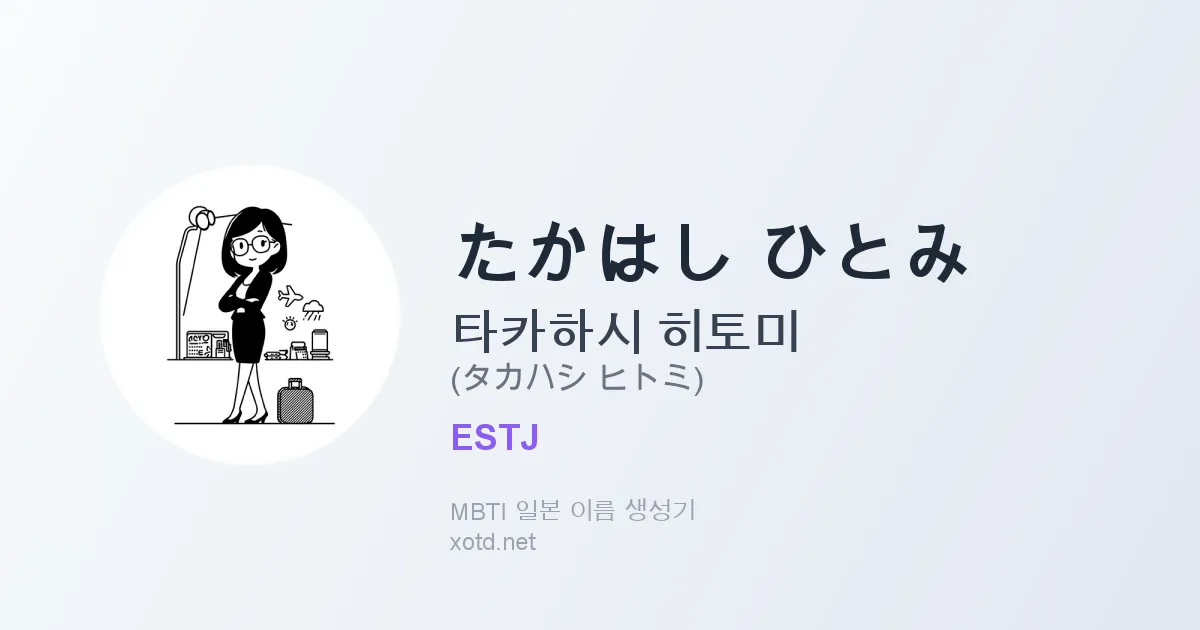 たかはし ひとみ
타카하시 히토미
(タカハシ ヒトミ)
ESTJ
MBTI 일본 이름 생성기
xotd.net